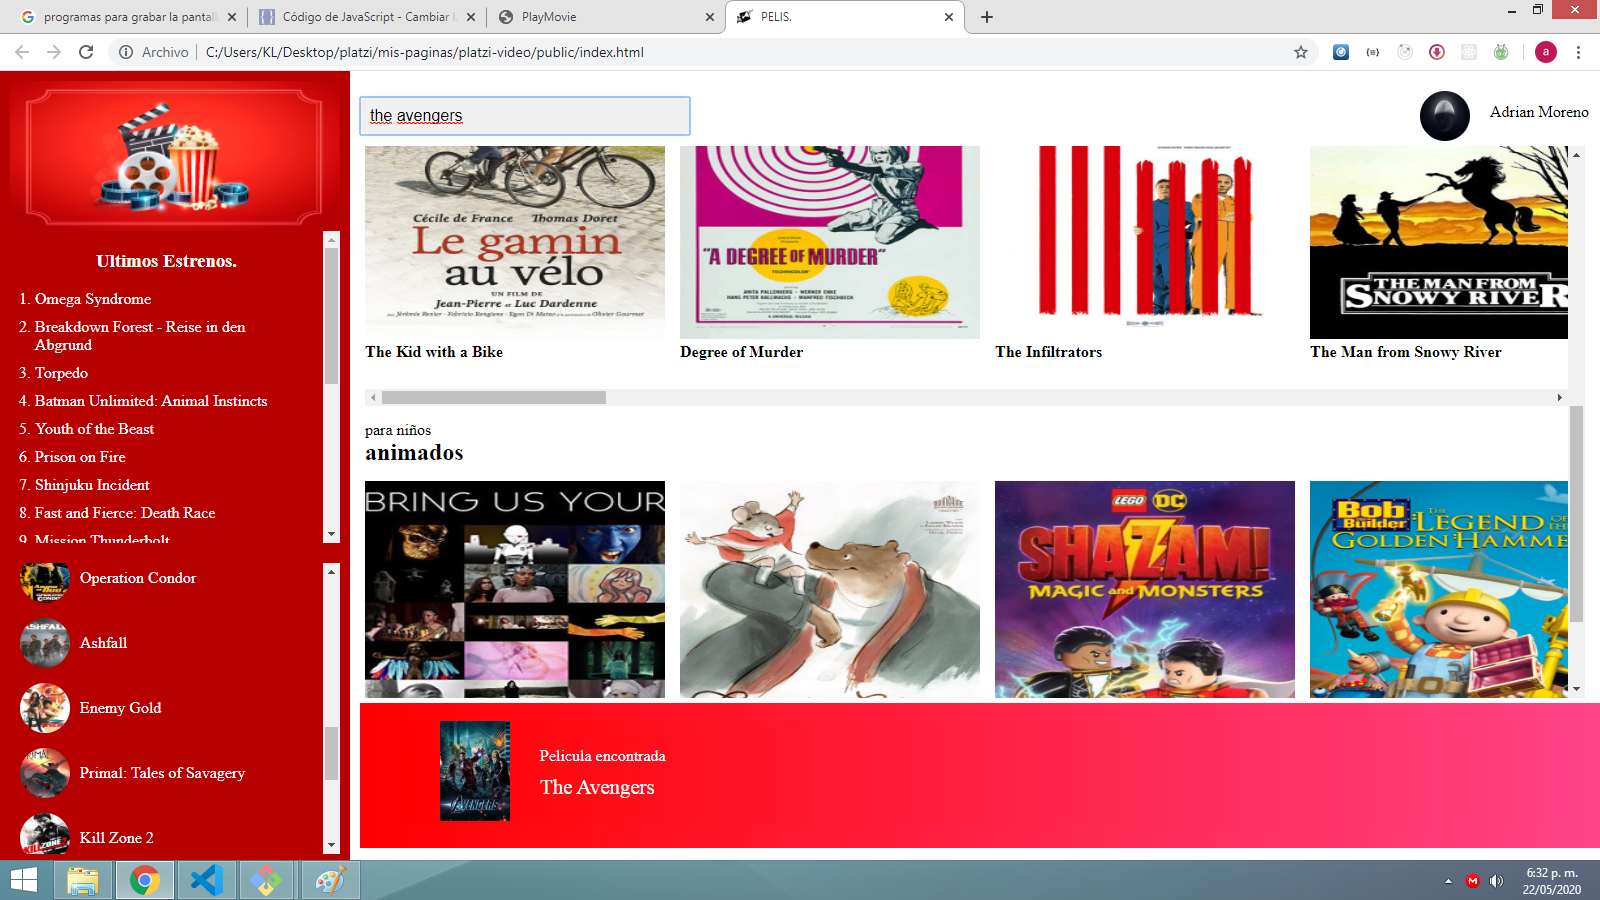 programas para grabar la pantall
Código de JavaScript - Cambiar l
PlayMovie
PELIS.
Archivo
C:/Users/KL/Desktop/platzi/mis-paginas/platzi-video/public/index.html
a
the avengers
Adrian Moreno
Ultimos Estrenos.
1. Omega Syndrome
2. Breakdown Forest - Reise in den
Abgrund
3. Torpedo
4. Batman Unlimited: Animal Instincts
5. Youth of the Beast
6. Prison on Fire
7. Shinjuku Incident
8. Fast and Fierce: Death Race
9. Mission Thunderbolt
Operation Condor
Ashfall
Enemy Gold
Primal: Tales of Savagery
Kill Zone 2
Cécile de France Thomas Doret
Le gamin
au vélo
UN FILM DE
Jean-Pierre et Luc Dardenne
The Kid with a Bike
"A DEGREE OF MURDER"
TECHNICOLOR
ANITA PALLENBERG - WERNER ENKE
Degree of Murder
The Infiltrators
THE MAN FROM
SNOWY RIVER
The Man from Snowy River
para niños
animados
BRING US YOUR
LEGO DC
SHAZAM!
MAGIC and MONSTERS
Bob
the Builder
THE
LEGEND OF
THE
GOLDEN HAMME
AVENGERS
Pelicula encontrada
The Avengers
6:32 p. m.
22/05/2020